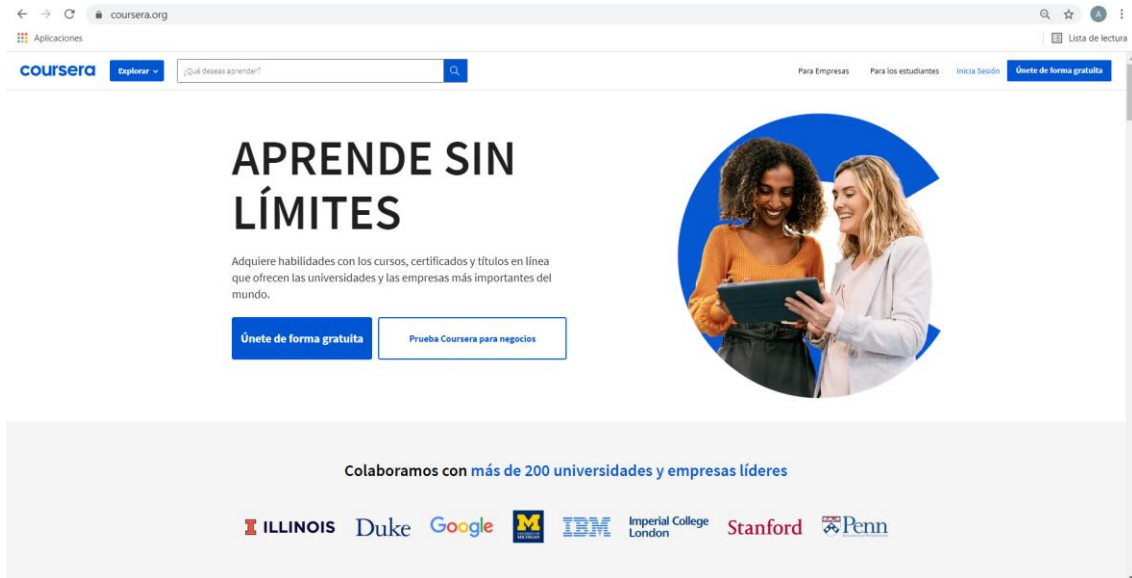 coursera.org
Aplicaciones
Lista de lectura
coursera
Explorar
¿Qué deseas aprender?
Para Empresas
Para los estudiantes
Inicia Sesión
Únete de forma gratuita
APRENDE SIN
LÍMITES
Adquiere habilidades con los cursos, certificados y títulos en línea
que ofrecen las universidades y las empresas más importantes del
mundo.
Únete de forma gratuita
Prueba Coursera para negocios
Colaboramos con más de 200 universidades y empresas líderes
I ILLINOIS
Duke
Google
M
IBM
Imperial College
London
Stanford
Penn
A